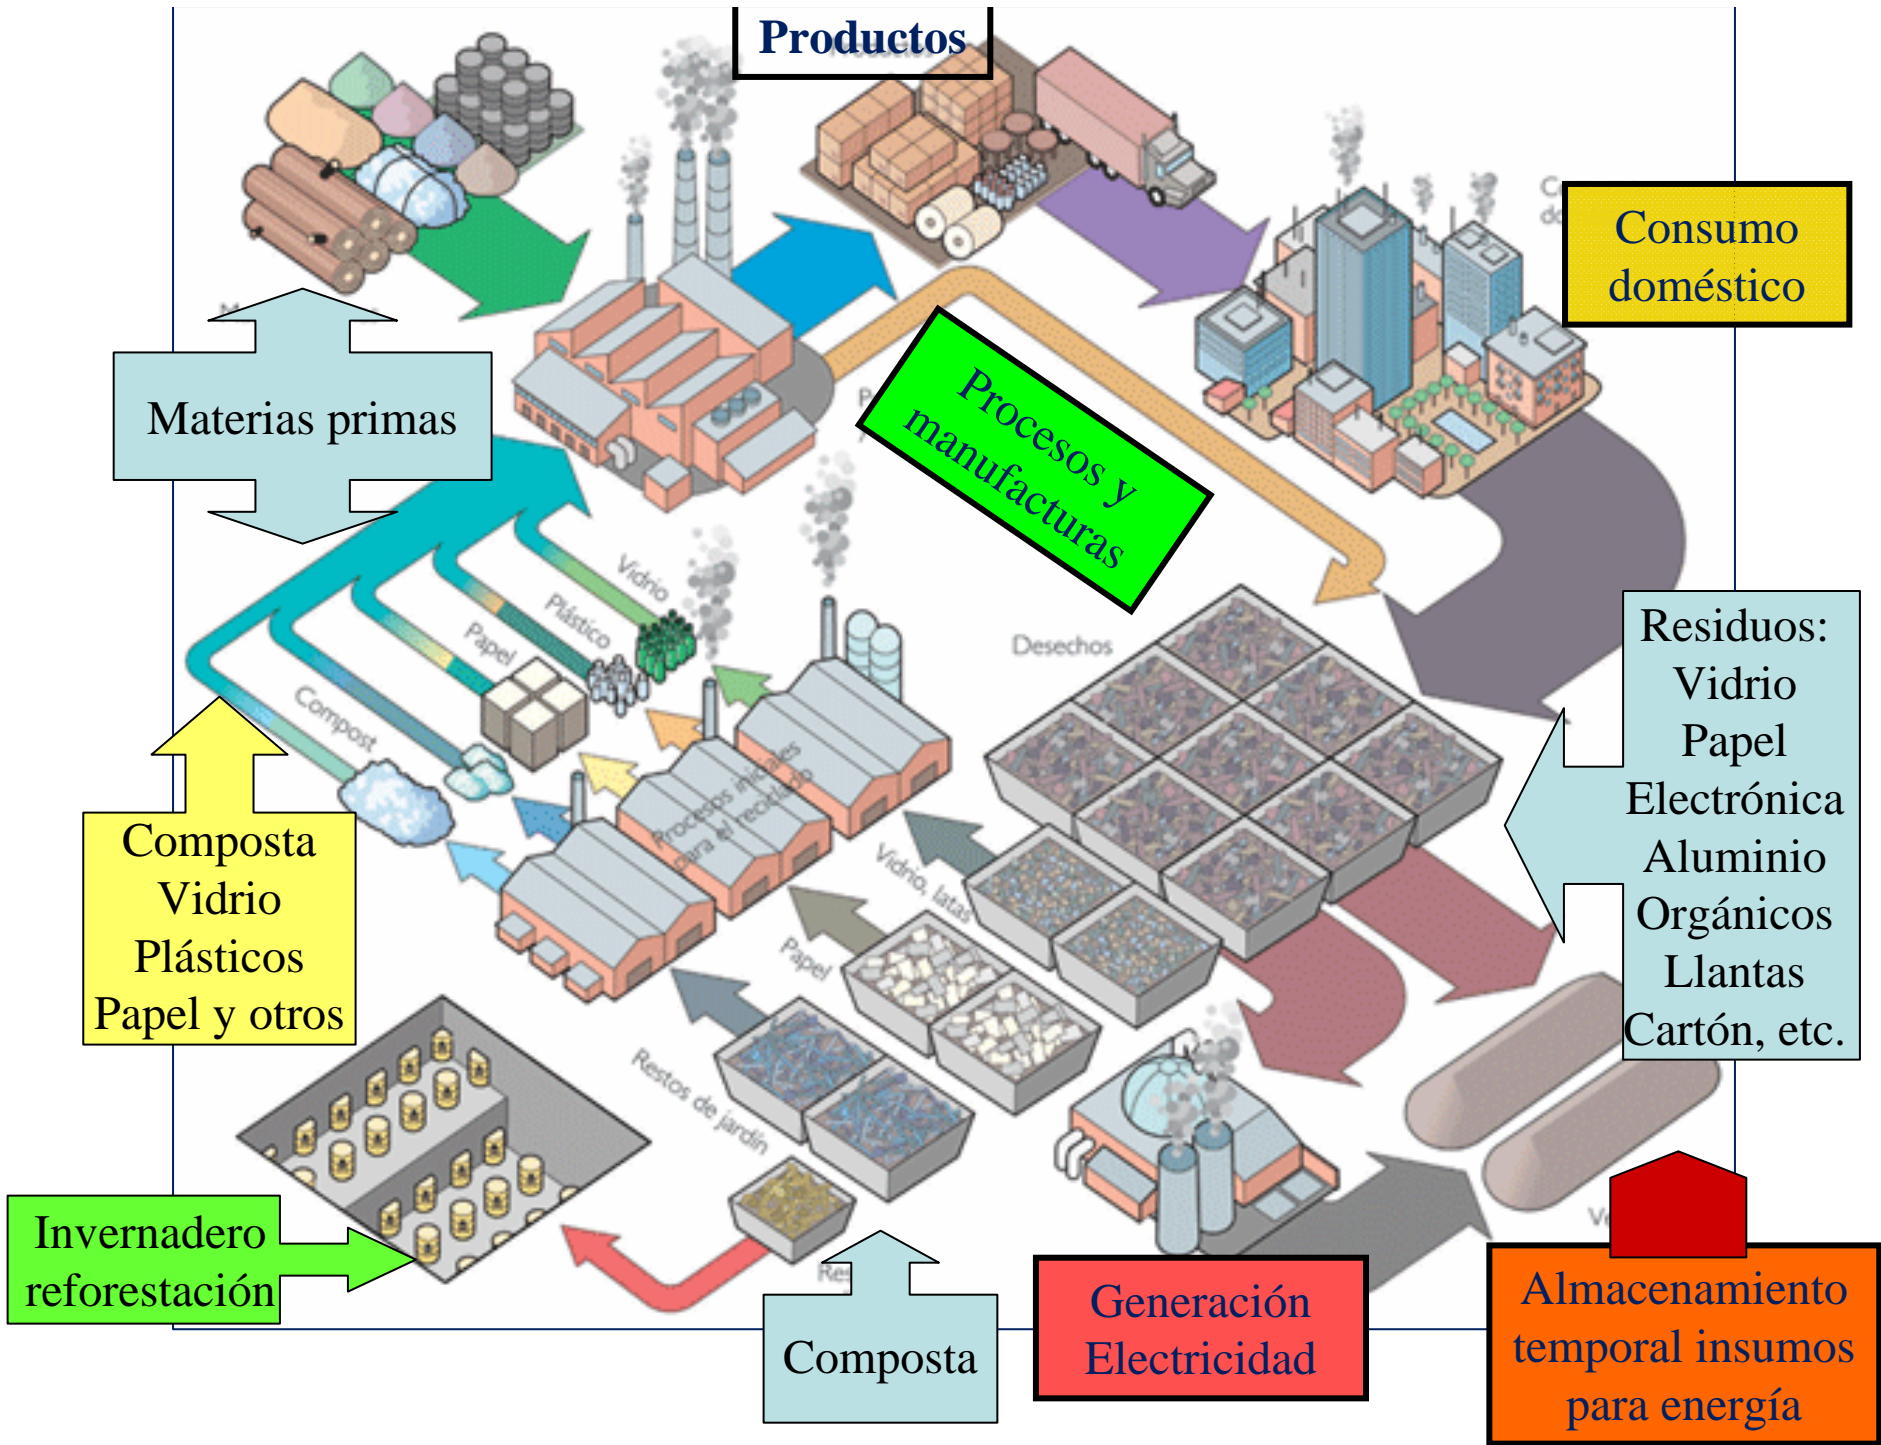 Productos
Consumo
doméstico
Materias primas
Procesos y
manufacturas
Vidrio
Plástico
Papel
Compost
Desechos
Residuos:
Vidrio
Papel
Electrónica
Aluminio
Orgánicos
Llantas
Cartón, etc.
Procesos iniciales
para el reciclado
Composta
Vidrio
Plásticos
Papel y otros
Vidrio, latas
Papel
Restos de jardín
Invernadero
reforestación
Composta
Generación
Electricidad
Almacenamiento
temporal insumos
para energía